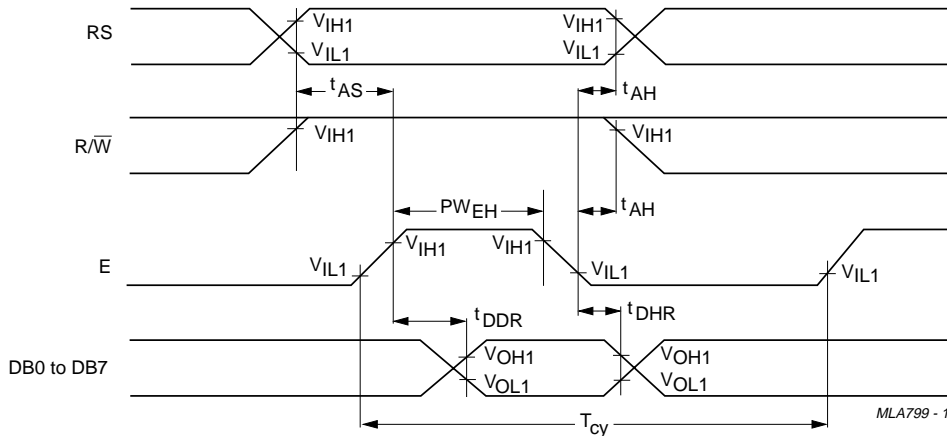 RS
VIH1
VIL1
VIH1
VIL1
tAS
tAH
R/W̅
VIH1
VIH1
PWEH
tAH
E
VIL1
VIH1
VIH1
VIL1
VIL1
tDDR
tDHR
DB0 to DB7
VOH1
VOL1
VOH1
VOL1
Tcy
MLA799 - 1